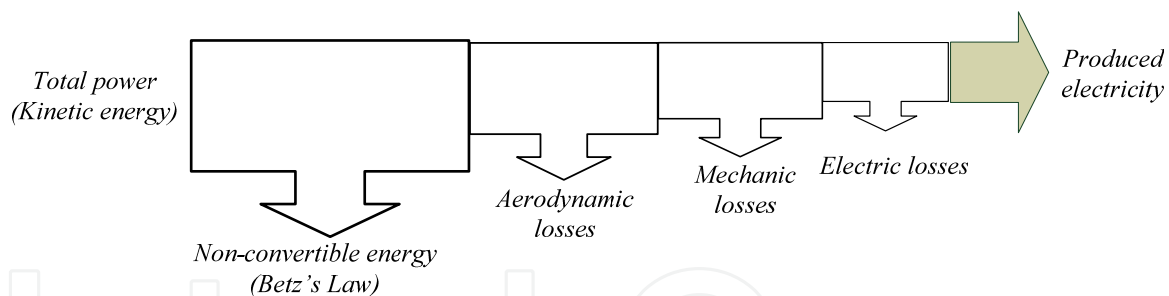 Total power
(Kinetic energy)
Non-convertible energy
(Betz's Law)
Aerodynamic
losses
Mechanic
losses
Electric losses
Produced
electricity